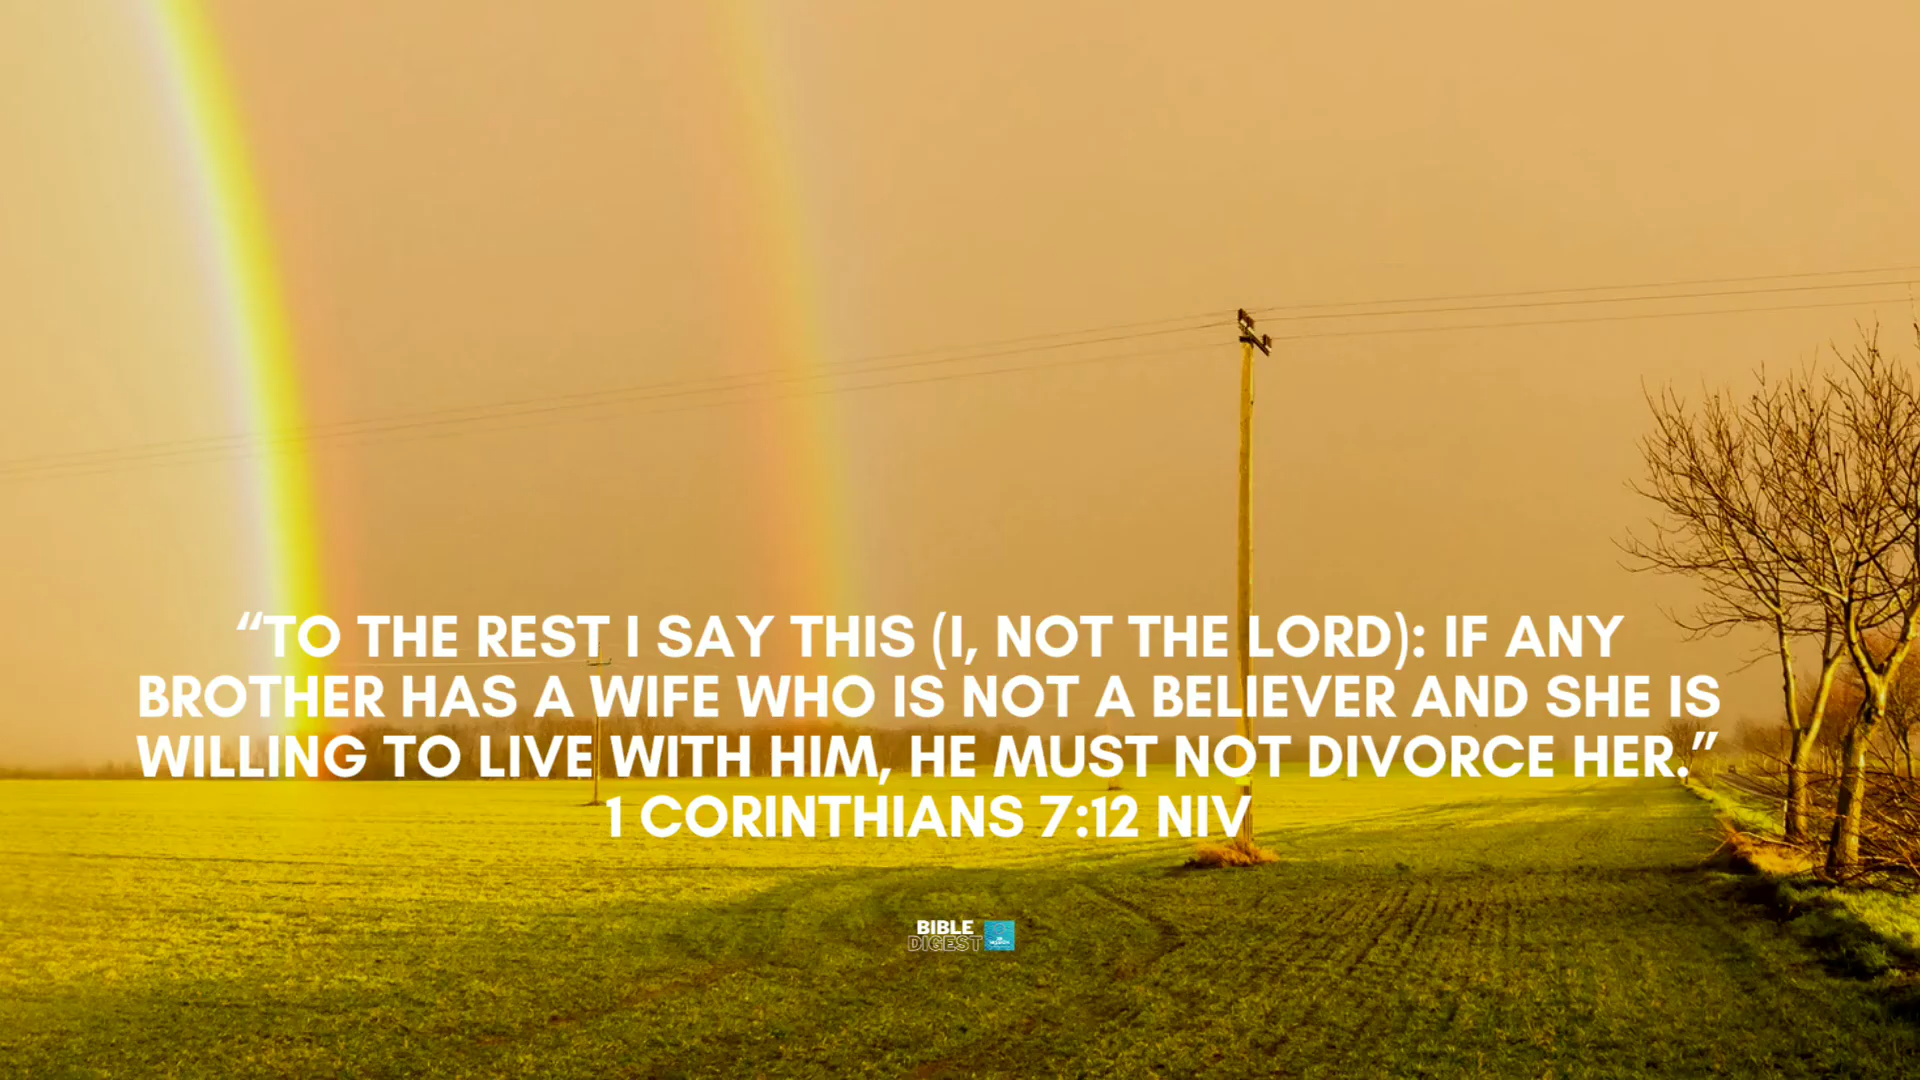 “TO THE REST I SAY THIS (I, NOT THE LORD): IF ANY
BROTHER HAS A WIFE WHO IS NOT A BELIEVER AND SHE IS
WILLING TO LIVE WITH HIM, HE MUST NOT DIVORCE HER.”
1 CORINTHIANS 7:12 NIV
BIBLE
DIGEST